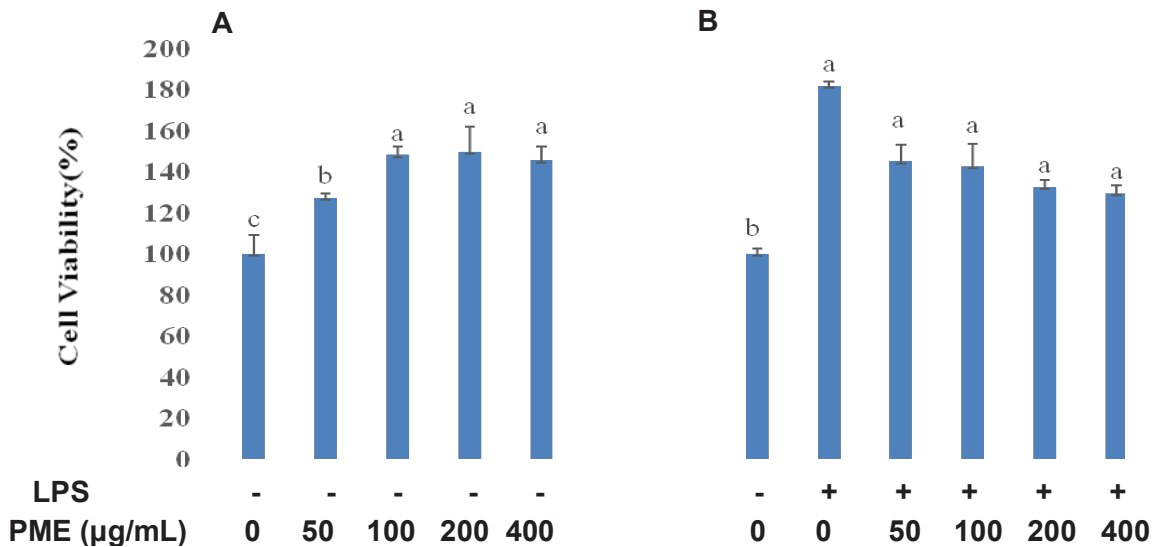 A B
200
180
160
140
120
100
80
60
40
20
0
Cell Viability(%)
c b a a a
b a a a a a
LPS - - - - - - + + + + +
PME (µg/mL) 0 50 100 200 400 0 0 50 100 200 400